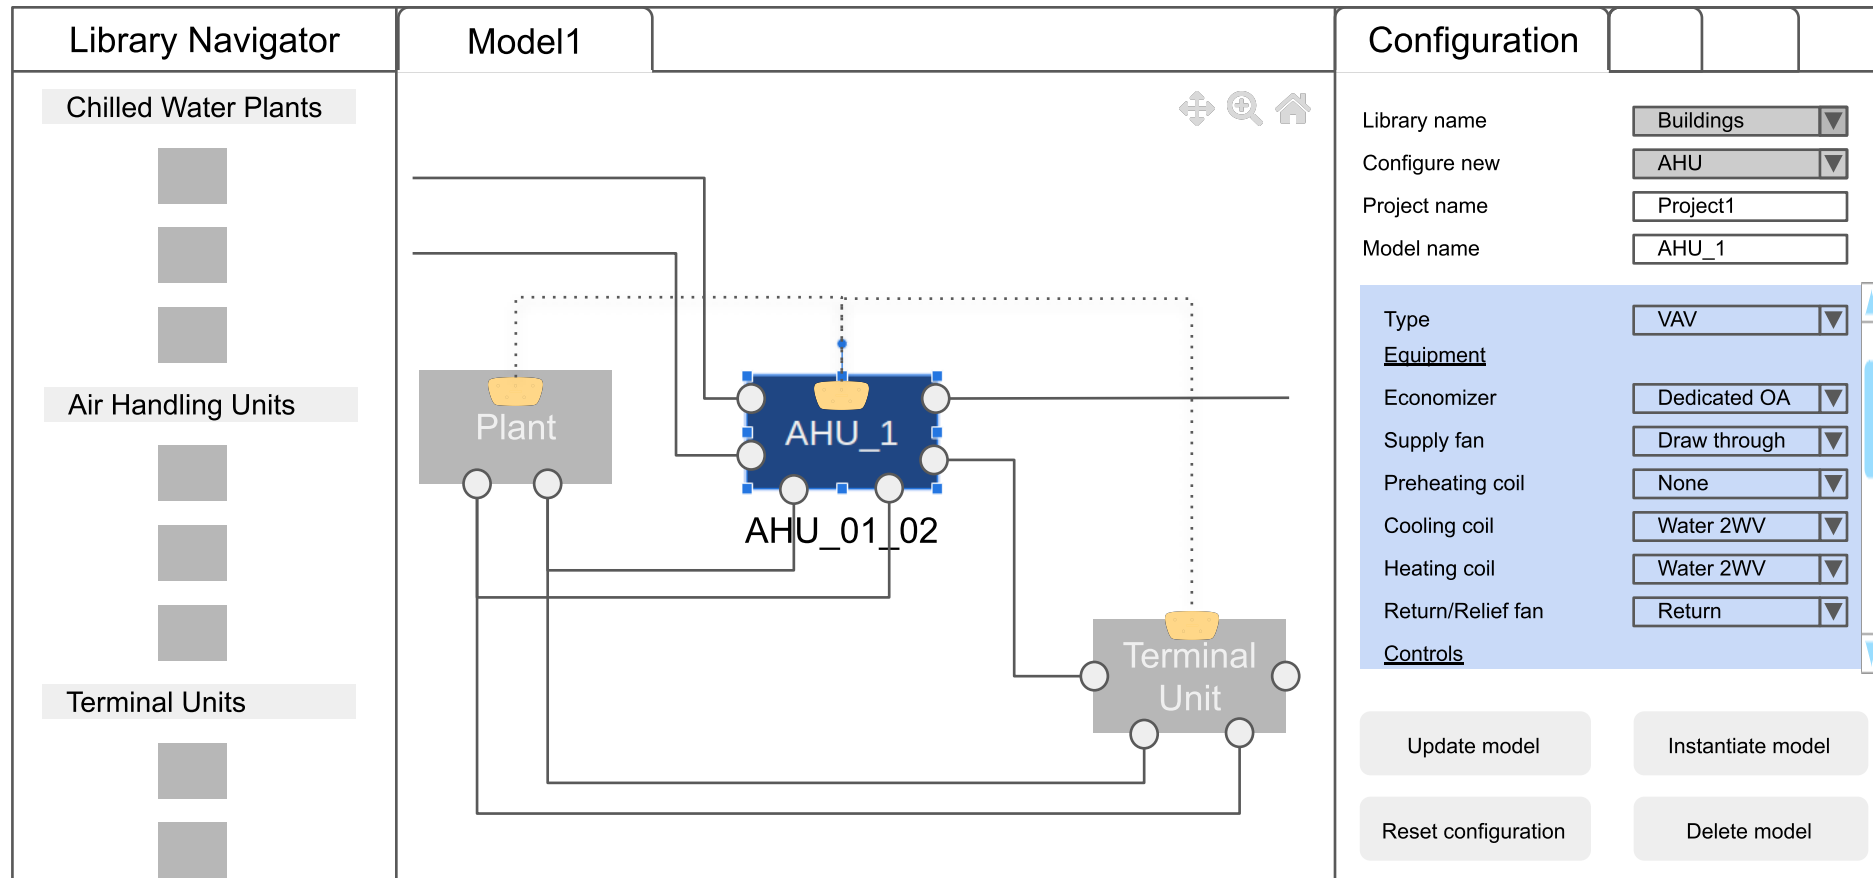 Library Navigator
Chilled Water Plants
Air Handling Units
Terminal Units
Model1
Plant
AHU_1
AHU_01_02
Terminal
Unit
Configuration
Library name Buildings
Configure new AHU
Project name Project1
Model name AHU_1
Type VAV
Equipment
Economizer Dedicated OA
Supply fan Draw through
Preheating coil None
Cooling coil Water 2WV
Heating coil Water 2WV
Return/Relief fan Return
Controls
Update model Instantiate model
Reset configuration Delete model